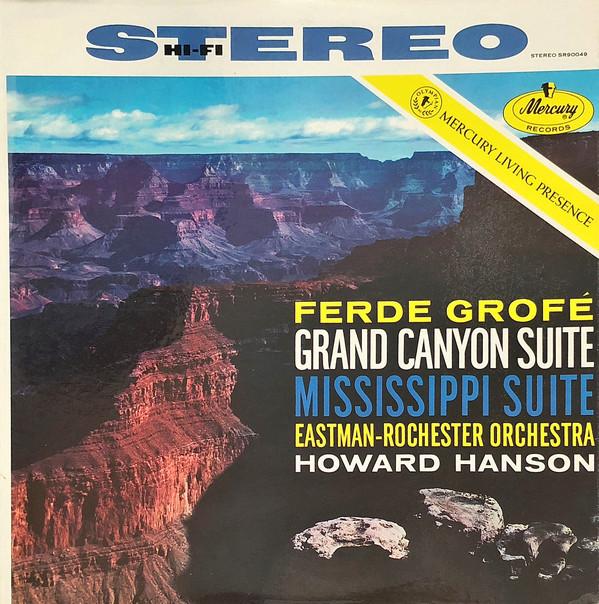 STEREO
HI-FI
STEREO SR90049
OLYMPIAN
MERCURY LIVING PRESENCE
Mercury
®
RECORDS
FERDE GROFÉ
GRAND CANYON SUITE
MISSISSIPPI SUITE
EASTMAN-ROCHESTER ORCHESTRA
HOWARD HANSON